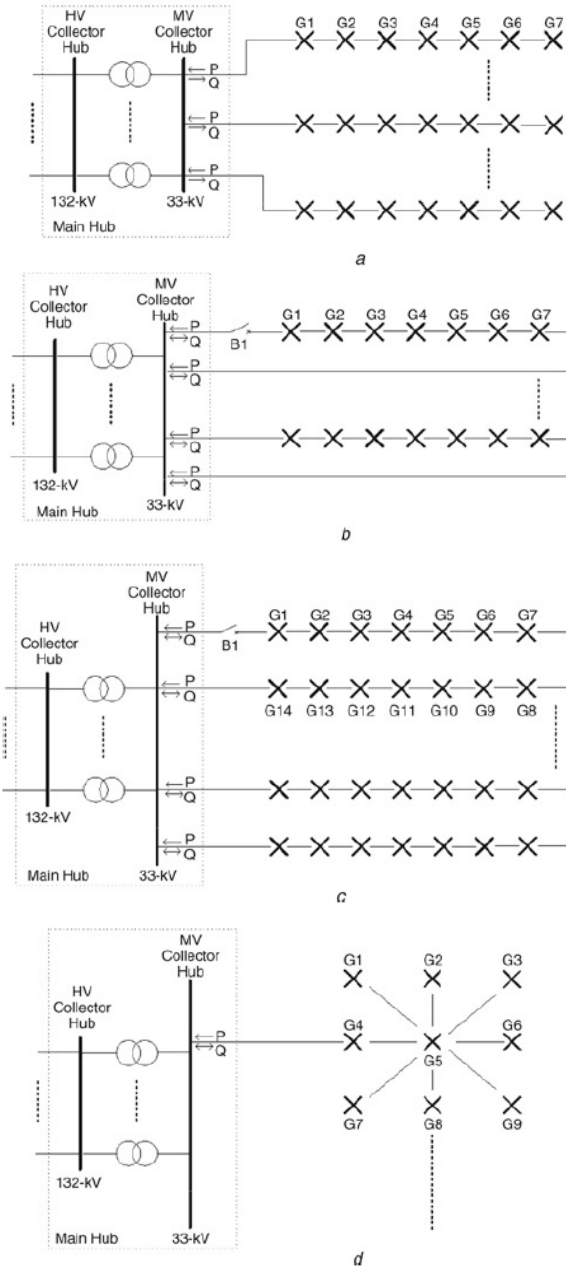 HV
Collector
Hub
MV
Collector
Hub
G1 G2 G3 G4 G5 G6 G7
P
Q
P
Q
P
Q
132-kV
33-kV
Main Hub
a
HV
Collector
Hub
MV
Collector
Hub
G1 G2 G3 G4 G5 G6 G7
P
Q
B1
P
Q
P
Q
P
Q
132-kV
33-kV
Main Hub
b
MV
Collector
Hub
HV
Collector
Hub
G1 G2 G3 G4 G5 G6 G7
P
Q
B1
P
Q
G14 G13 G12 G11 G10 G9 G8
P
Q
132-kV
P
Q
Main Hub
33-kV
c
MV
Collector
Hub
HV
Collector
Hub
G1 G2 G3
P
Q
G4
G6
G5
G7 G8 G9
132-kV
Main Hub
33-kV
d